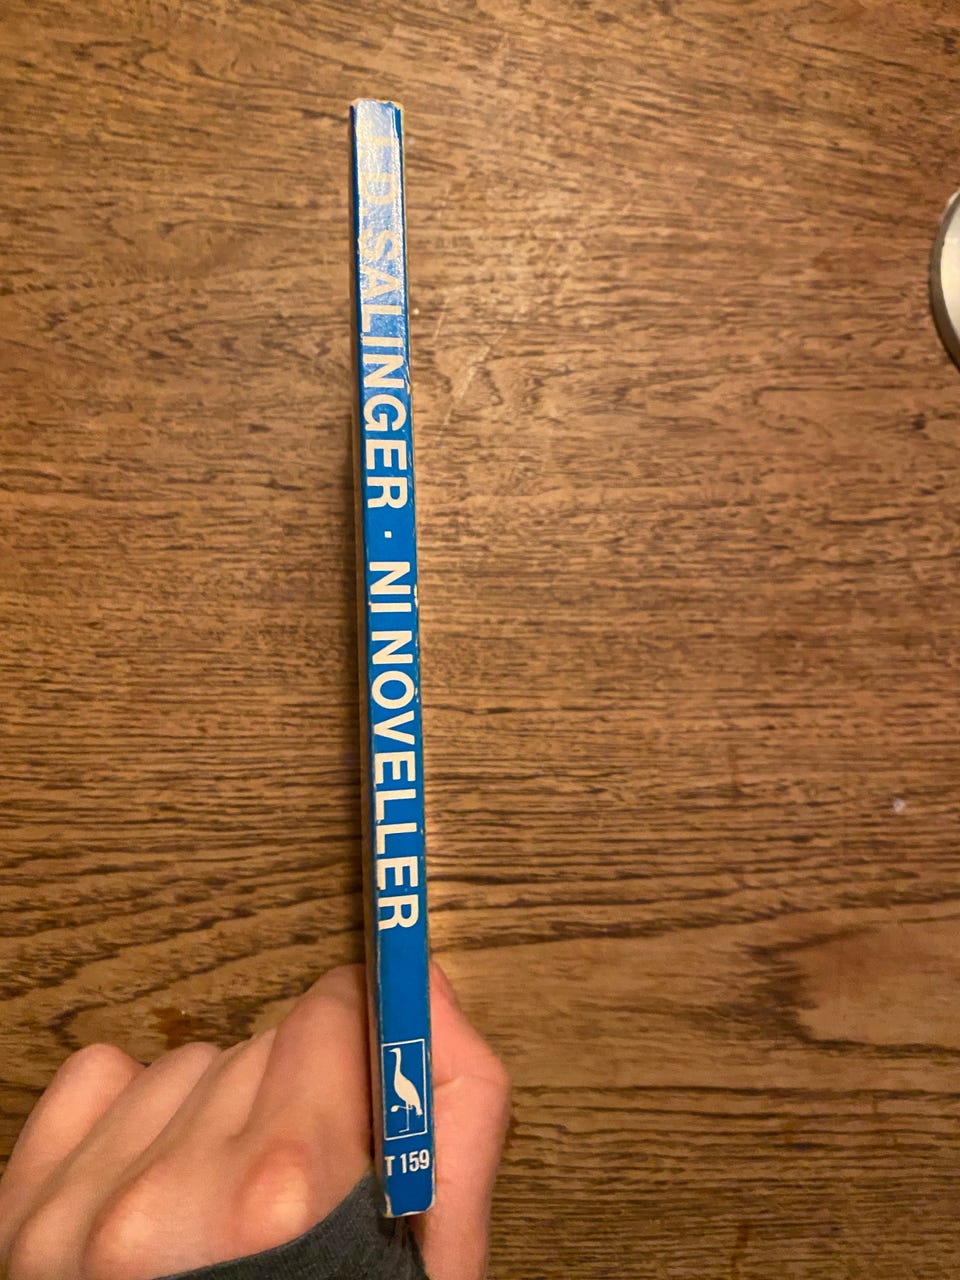 J D SALINGER · NI NOVELLER
T 159